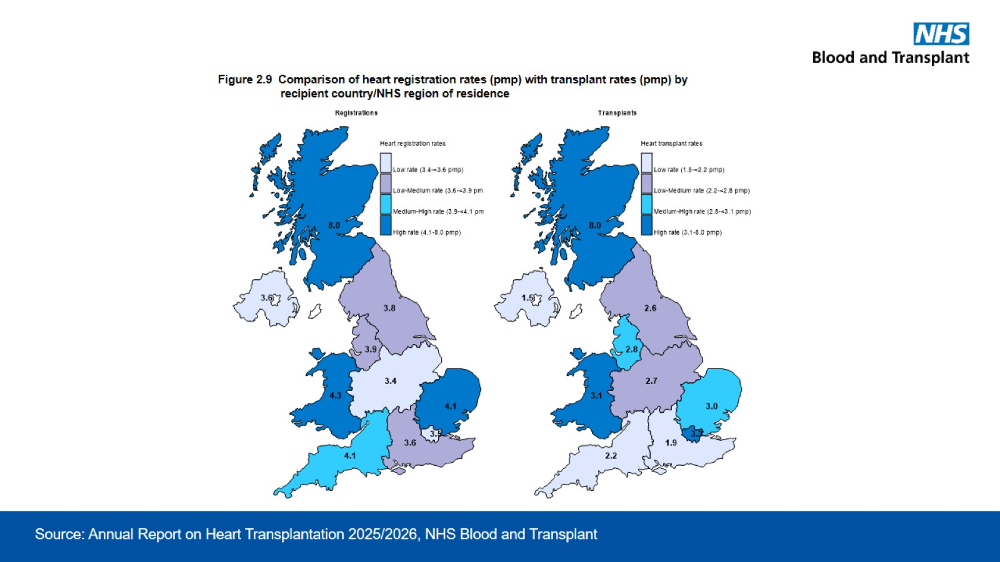 NHS
Blood and Transplant
Figure 2.9 Comparison of heart registration rates (pmp) with transplant rates (pmp) by
recipient country/NHS region of residence
Registrations
Heart registration rates
Low rate (3.4-<3.6 pmp)
Low-Medium rate (3.6-<3.9 pm
Medium-High rate (3.9-<4.1 pm
High rate (4.1-8.0 pmp)
8.0
3.6
3.8
3.9
3.4
4.3
4.1
3.5
3.6
4.1
Transplants
Heart transplant rates
Low rate (1.5-<2.2 pmp)
Low-Medium rate (2.2-<2.8 pmp)
Medium-High rate (2.8-<3.1 pmp)
High rate (3.1-8.0 pmp)
8.0
1.5
2.6
2.8
2.7
3.1
3.0
1.9
2.2
Source: Annual Report on Heart Transplantation 2025/2026, NHS Blood and Transplant